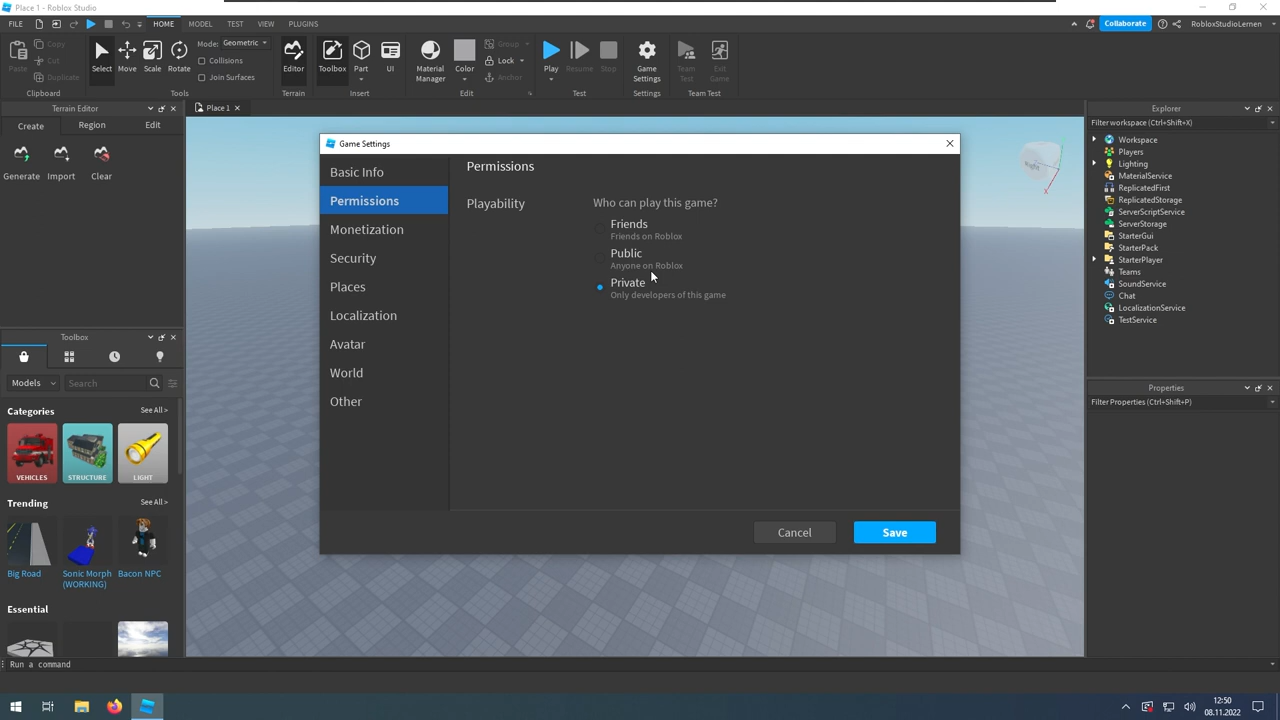 Place 1 - Roblox Studio
FILE HOME MODEL TEST VIEW PLUGINS Collaborate RobloxStudioLernen
Paste Copy Cut Duplicate Clipboard
Select Move Scale Rotate Mode: Geometric Collisions Join Surfaces Tools
Editor Terrain
Toolbox Part UI Insert
Material Manager Color Group Lock Anchor Edit
Play Resume Stop Test
Game Settings Settings
Team Test Exit Game Team Test
Terrain Editor
Create Region Edit
Generate Import Clear
Toolbox
Models Search
Categories See All >
VEHICLES STRUCTURE LIGHT
Trending See All >
Big Road Sonic Morph (WORKING) Bacon NPC
Essential See All >
Place 1
Game Settings
Basic Info
Permissions
Monetization
Security
Places
Localization
Avatar
World
Other
Permissions
Playability Who can play this game?
Friends
Friends on Roblox
Public
Anyone on Roblox
Private
Only developers of this game
Cancel Save
Right
X
Explorer
Filter workspace (Ctrl+Shift+X)
Workspace
Players
Lighting
MaterialService
ReplicatedFirst
ReplicatedStorage
ServerScriptService
ServerStorage
StarterGui
StarterPack
StarterPlayer
Teams
SoundService
Chat
LocalizationService
TestService
Properties
Filter Properties (Ctrl+Shift+P)
Run a command
12:50
08.11.2022